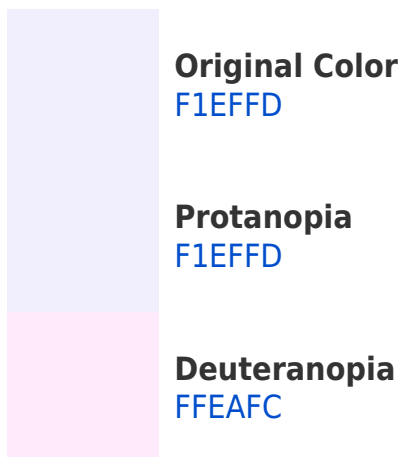 Original Color
F1EFFD
Protanopia
F1EFFD
Deuteranopia
FFEAFC